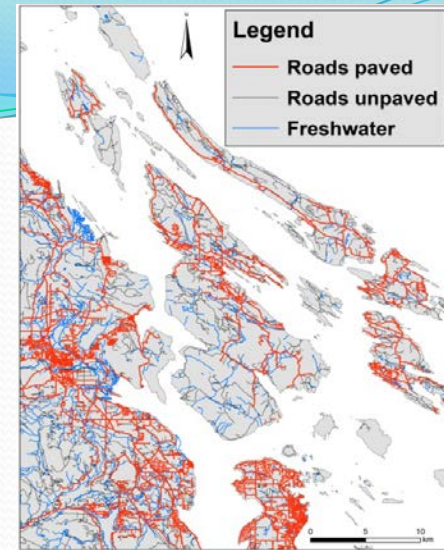 N
Legend
Roads paved
Roads unpaved
Freshwater
0 5 10
km